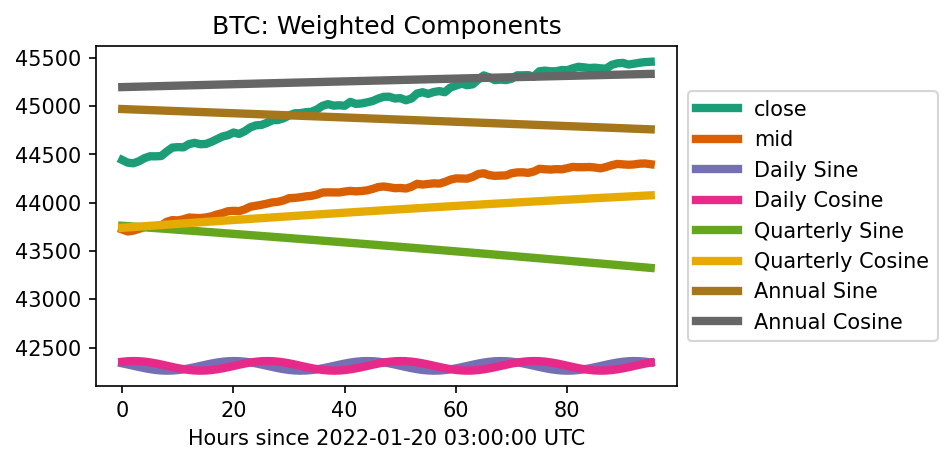 BTC: Weighted Components
45500
45000
44500
44000
43500
43000
42500
0 20 40 60 80
Hours since 2022-01-20 03:00:00 UTC
close
mid
Daily Sine
Daily Cosine
Quarterly Sine
Quarterly Cosine
Annual Sine
Annual Cosine